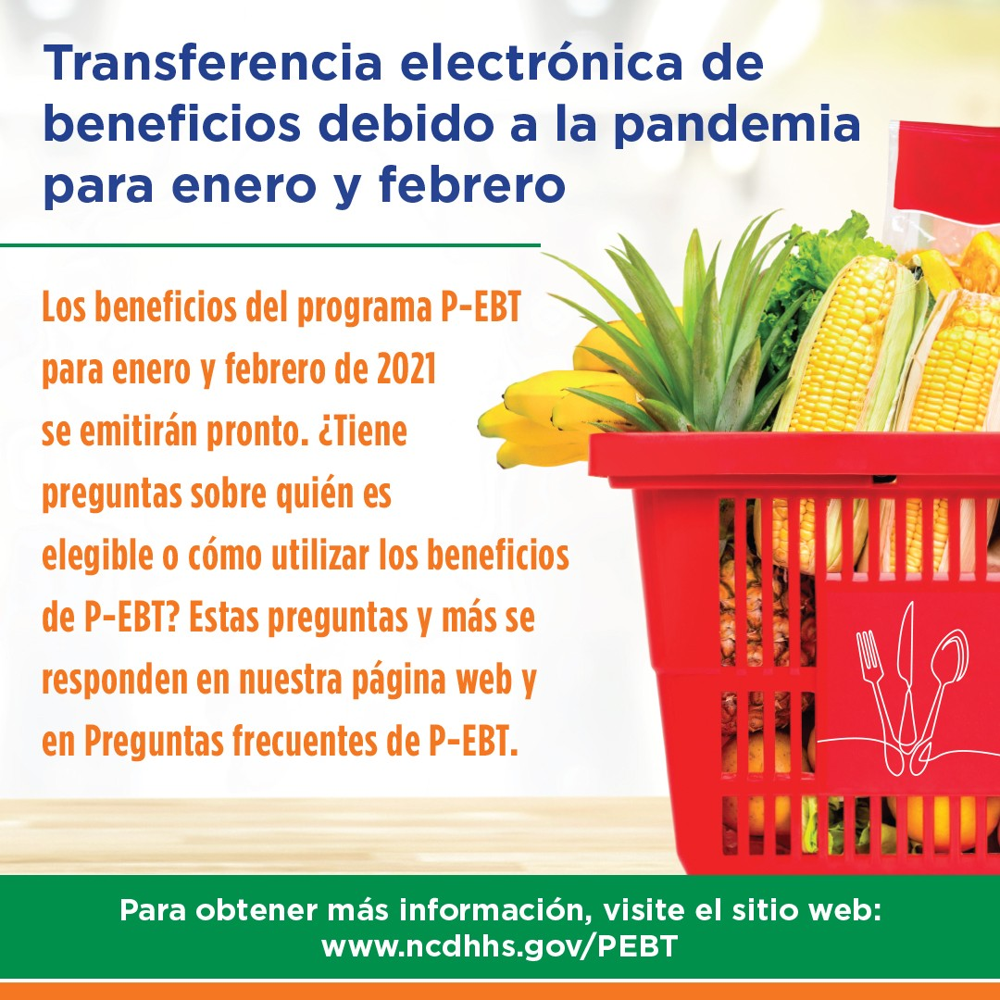 Transferencia electrónica de
beneficios debido a la pandemia
para enero y febrero
Los beneficios del programa P-EBT
para enero y febrero de 2021
se emitirán pronto. ¿Tiene
preguntas sobre quién es
elegible o cómo utilizar los beneficios
de P-EBT? Estas preguntas y más se
responden en nuestra página web y
en Preguntas frecuentes de P-EBT.
Para obtener más información, visite el sitio web:
www.ncdhhs.gov/PEBT